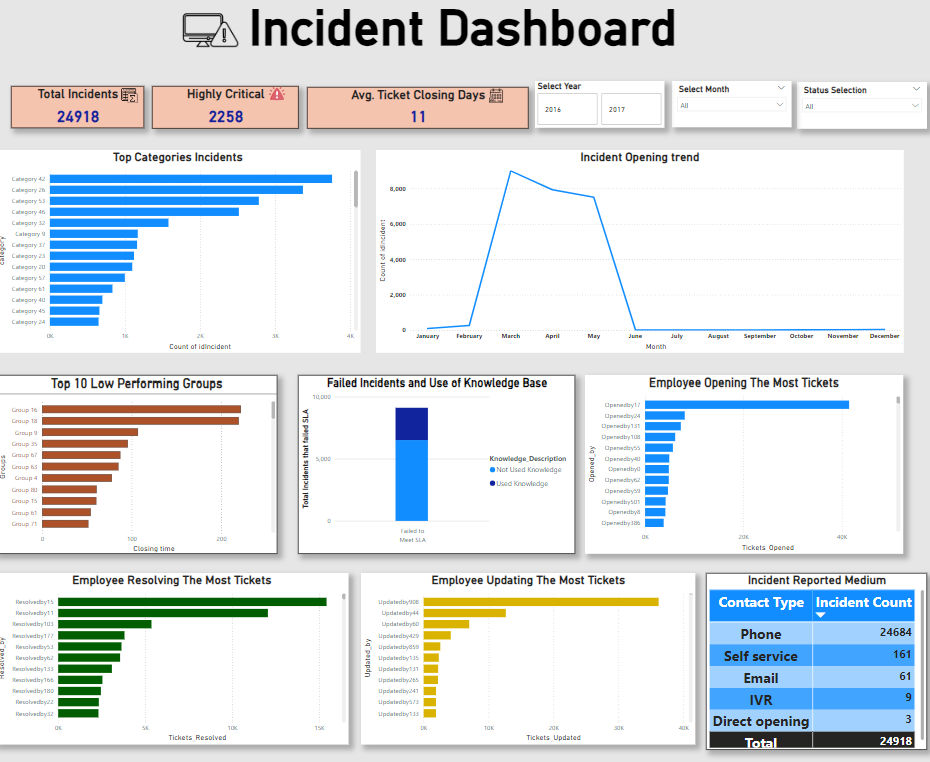 Incident Dashboard
Total Incidents
24918
Highly Critical
2258
Avg. Ticket Closing Days
11
Select Year
2016
2017
Select Month
All
Status Selection
All
Top Categories Incidents
category
Category 42
Category 26
Category 53
Category 46
Category 32
Category 9
Category 37
Category 23
Category 20
Category 57
Category 61
Category 40
Category 45
Category 24
0K 1K 2K 3K 4K
Count of idIncident
Incident Opening trend
Count of idIncident
8,000
6,000
4,000
2,000
0
January February March April May June July August September October November December
Month
Top 10 Low Performing Groups
Groups
Group 16
Group 18
Group 9
Group 35
Group 67
Group 63
Group 4
Group 80
Group 15
Group 61
Group 71
0 100 200
Closing time
Failed Incidents and Use of Knowledge Base
Total Incidents that failed SLA
10,000
5,000
0
Failed to
Meet SLA
Knowledge_Description
Not Used Knowledge
Used Knowledge
Employee Opening The Most Tickets
Opened_by
Openedby17
Openedby24
Openedby131
Openedby108
Openedby55
Openedby40
Openedby0
Openedby62
Openedby59
Openedby501
Openedby8
Openedby386
0K 20K 40K
Tickets_Opened
Employee Resolving The Most Tickets
Resolved_by
Resolvedby15
Resolvedby11
Resolvedby103
Resolvedby177
Resolvedby53
Resolvedby62
Resolvedby133
Resolvedby166
Resolvedby180
Resolvedby22
Resolvedby32
0K 5K 10K 15K
Tickets_Resolved
Employee Updating The Most Tickets
Updated_by
Updatedby908
Updatedby44
Updatedby60
Updatedby429
Updatedby859
Updatedby135
Updatedby131
Updatedby265
Updatedby241
Updatedby573
Updatedby133
0K 10K 20K 30K 40K
Tickets_Updated
Incident Reported Medium
Contact Type Incident Count
Phone 24684
Self service 161
Email 61
IVR 9
Direct opening 3
Total 24918